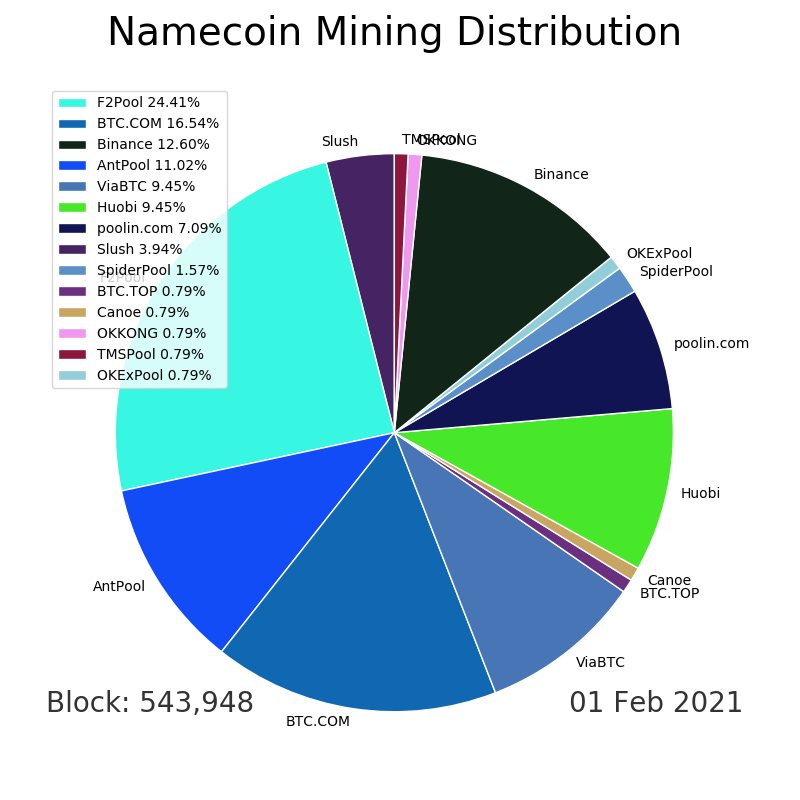 Namecoin Mining Distribution
F2Pool 24.41%
BTC.COM 16.54%
Binance 12.60%
AntPool 11.02%
ViaBTC 9.45%
Huobi 9.45%
poolin.com 7.09%
Slush 3.94%
SpiderPool 1.57%
BTC.TOP 0.79%
Canoe 0.79%
OKKONG 0.79%
TMSPool 0.79%
OKExPool 0.79%
Slush
TMSPool
OKKONG
Binance
OKExPool
SpiderPool
F2Pool
poolin.com
Huobi
Canoe
BTC.TOP
AntPool
ViaBTC
BTC.COM
Block: 543,948
01 Feb 2021